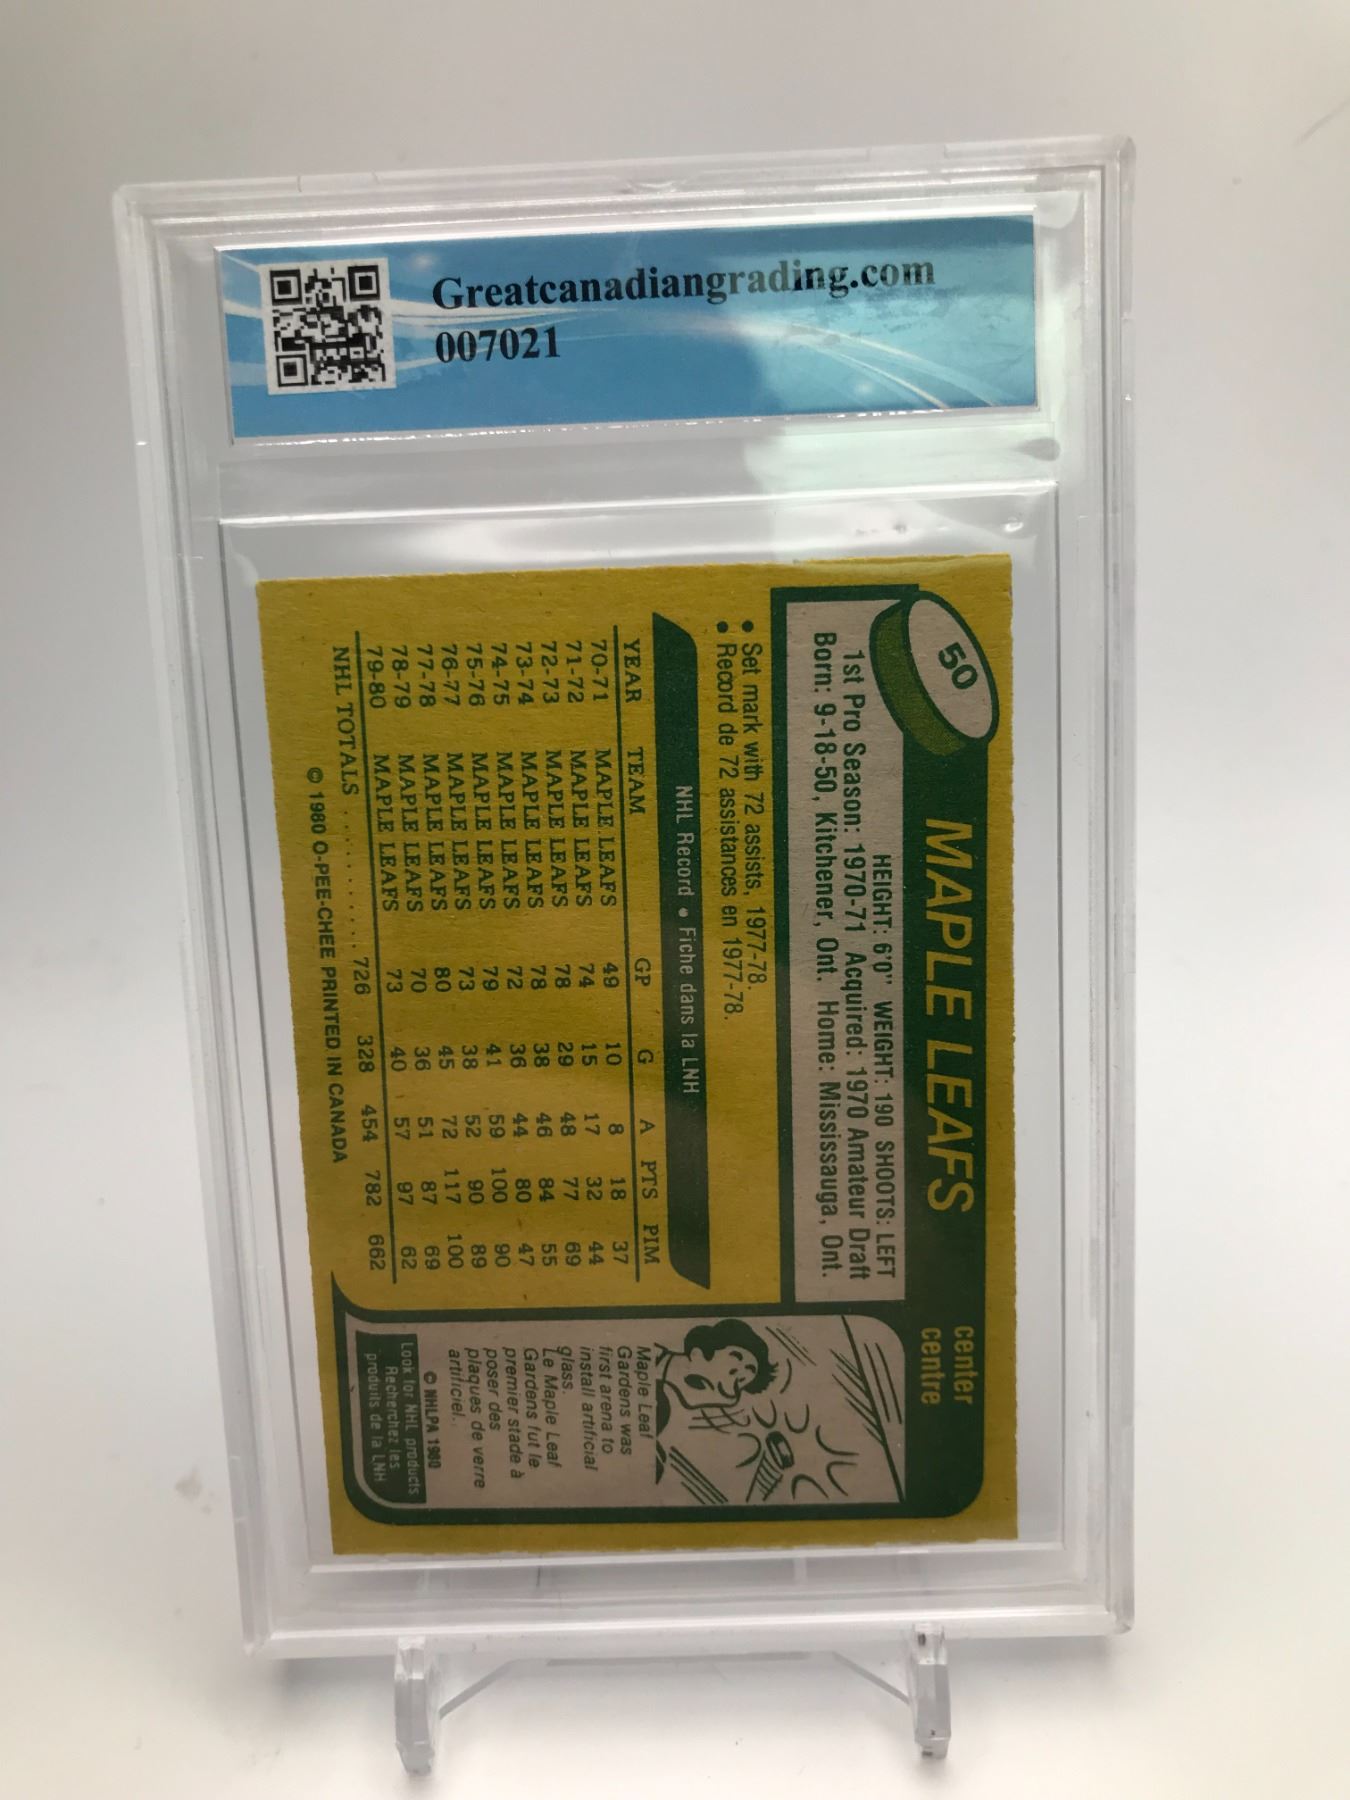 Greatcanadiangrading.com
007021
50
MAPLE LEAFS
center
centre
HEIGHT: 6'0" WEIGHT: 190 SHOOTS: LEFT
1st Pro Season: 1970-71 Acquired: 1970 Amateur Draft
Born: 9-18-50, Kitchener, Ont. Home: Mississauga, Ont.
• Set mark with 72 assists, 1977-78.
• Record de 72 assistances en 1977-78.
NHL Record • Fiche dans la LNH
YEAR TEAM GP G A PTS PIM
70-71 MAPLE LEAFS 49 10 8 18 37
71-72 MAPLE LEAFS 74 15 17 32 44
72-73 MAPLE LEAFS 78 29 48 77 69
73-74 MAPLE LEAFS 78 38 46 84 55
74-75 MAPLE LEAFS 72 36 44 80 47
75-76 MAPLE LEAFS 79 41 59 100 90
76-77 MAPLE LEAFS 73 38 52 90 89
77-78 MAPLE LEAFS 80 45 72 117 100
78-79 MAPLE LEAFS 70 36 51 87 69
79-80 MAPLE LEAFS 73 40 57 97 62
NHL TOTALS ........... 726 328 454 782 662
© 1980 O-PEE-CHEE PRINTED IN CANADA
Maple Leaf
Gardens was
first arena to
install artificial
glass.
Le Maple Leaf
Gardens fut le
premier stade à
poser des
plaques de verre
artificiel.
© NHLPA 1980
Look for NHL products
Recherchez les
produits de la LNH